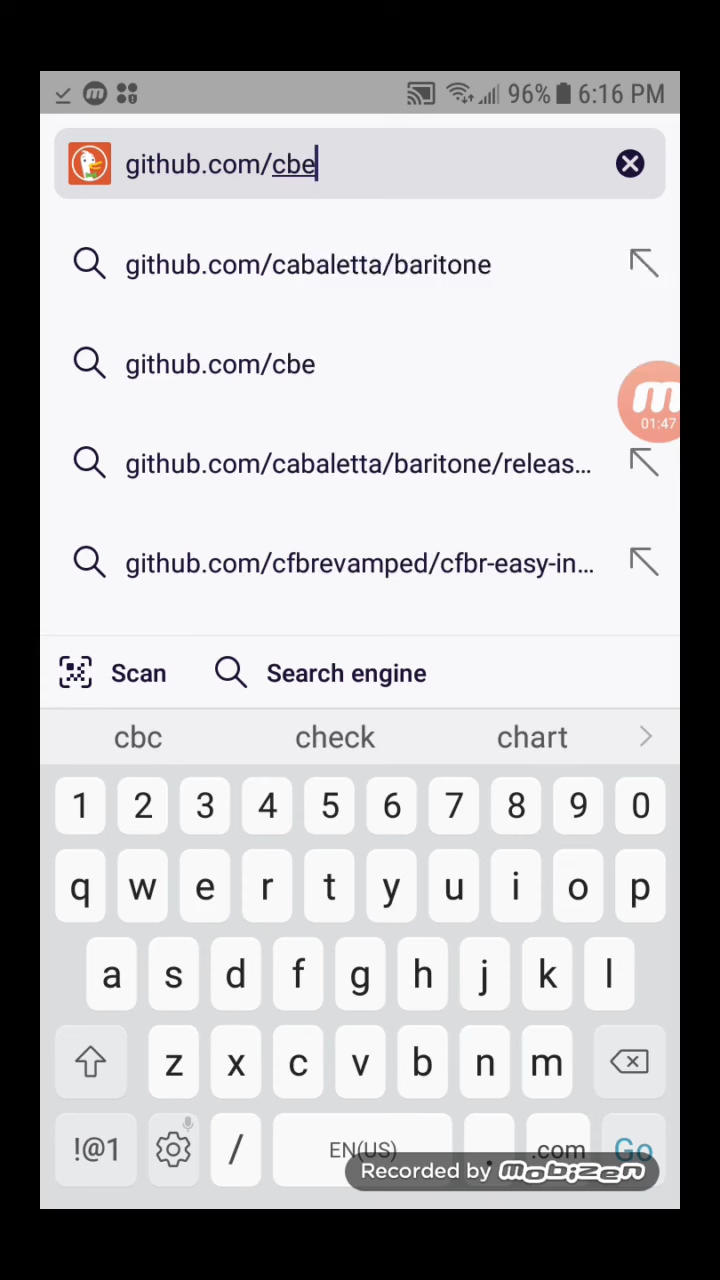 96% 6:16 PM
github.com/cbe
github.com/cabaletta/baritone
github.com/cbe
01:47
github.com/cabaletta/baritone/releas...
github.com/cfbrevamped/cfbr-easy-in...
Scan Search engine
cbc check chart
1 2 3 4 5 6 7 8 9 0
q w e r t y u i o p
a s d f g h j k l
z x c v b n m
!@1 / EN(US) . .com Go
Recorded by mobizen